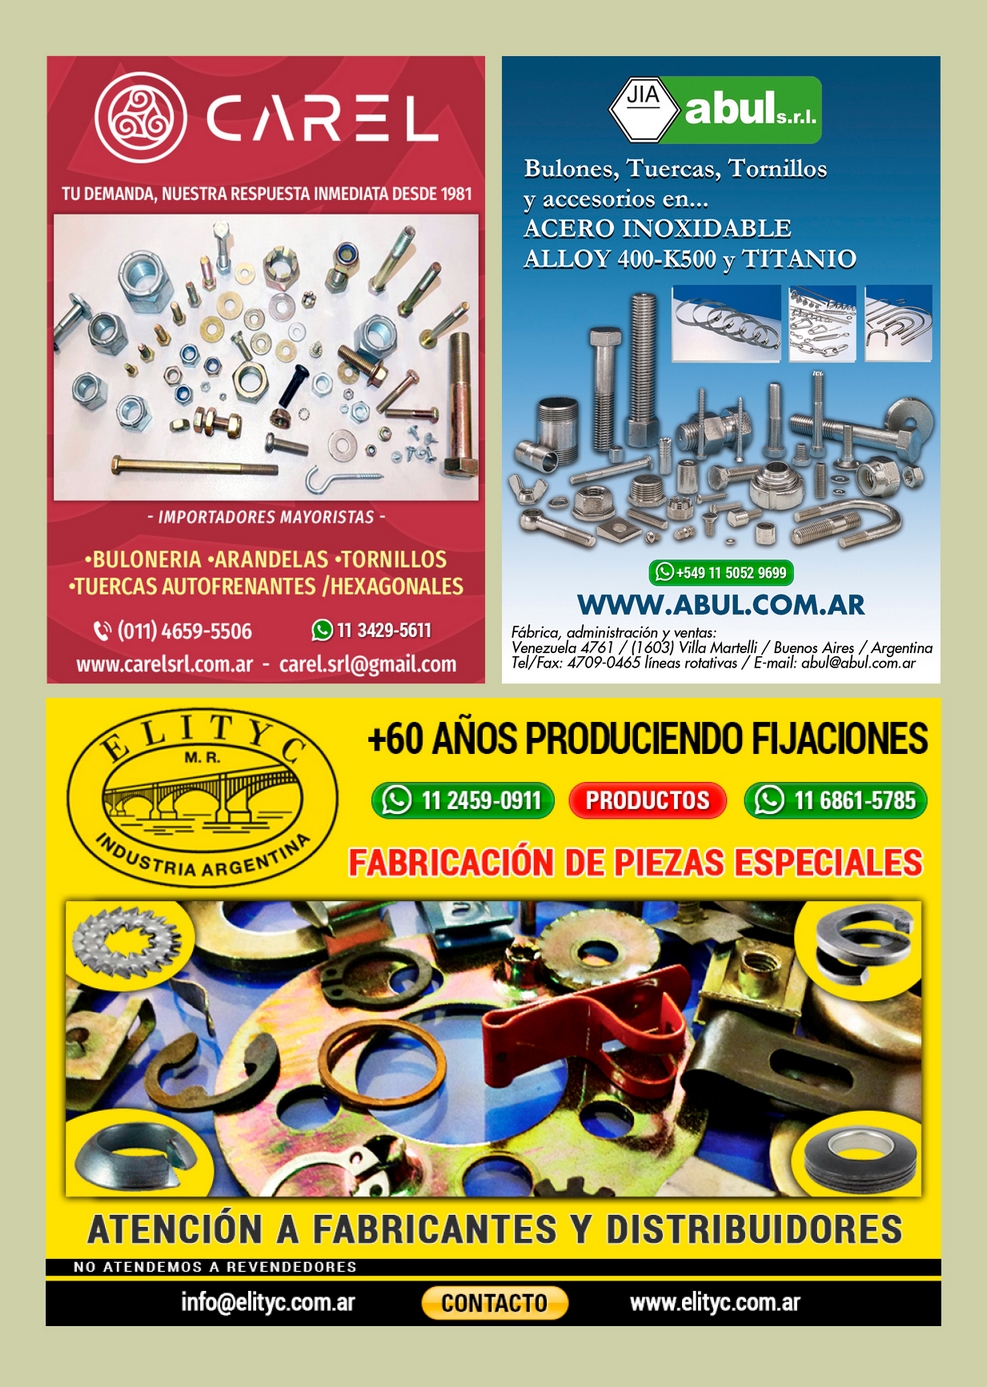 CAREL
TU DEMANDA, NUESTRA RESPUESTA INMEDIATA DESDE 1981
- IMPORTADORES MAYORISTAS -
•BULONERIA •ARANDELAS •TORNILLOS
•TUERCAS AUTOFRENANTES /HEXAGONALES
(011) 4659-5506 11 3429-5611
www.carelsrl.com.ar - carel.srl@gmail.com
JIA abul s.r.l.
Bulones, Tuercas, Tornillos
y accesorios en...
ACERO INOXIDABLE
ALLOY 400-K500 y TITANIO
+549 11 5052 9699
WWW.ABUL.COM.AR
Fábrica, administración y ventas:
Venezuela 4761 / (1603) Villa Martelli / Buenos Aires / Argentina
Tel/Fax: 4709-0465 líneas rotativas / E-mail: abul@abul.com.ar
ELITYC
M. R.
INDUSTRIA ARGENTINA
+60 AÑOS PRODUCIENDO FIJACIONES
11 2459-0911 PRODUCTOS 11 6861-5785
FABRICACIÓN DE PIEZAS ESPECIALES
ATENCIÓN A FABRICANTES Y DISTRIBUIDORES
NO ATENDEMOS A REVENDEDORES
info@elityc.com.ar CONTACTO www.elityc.com.ar